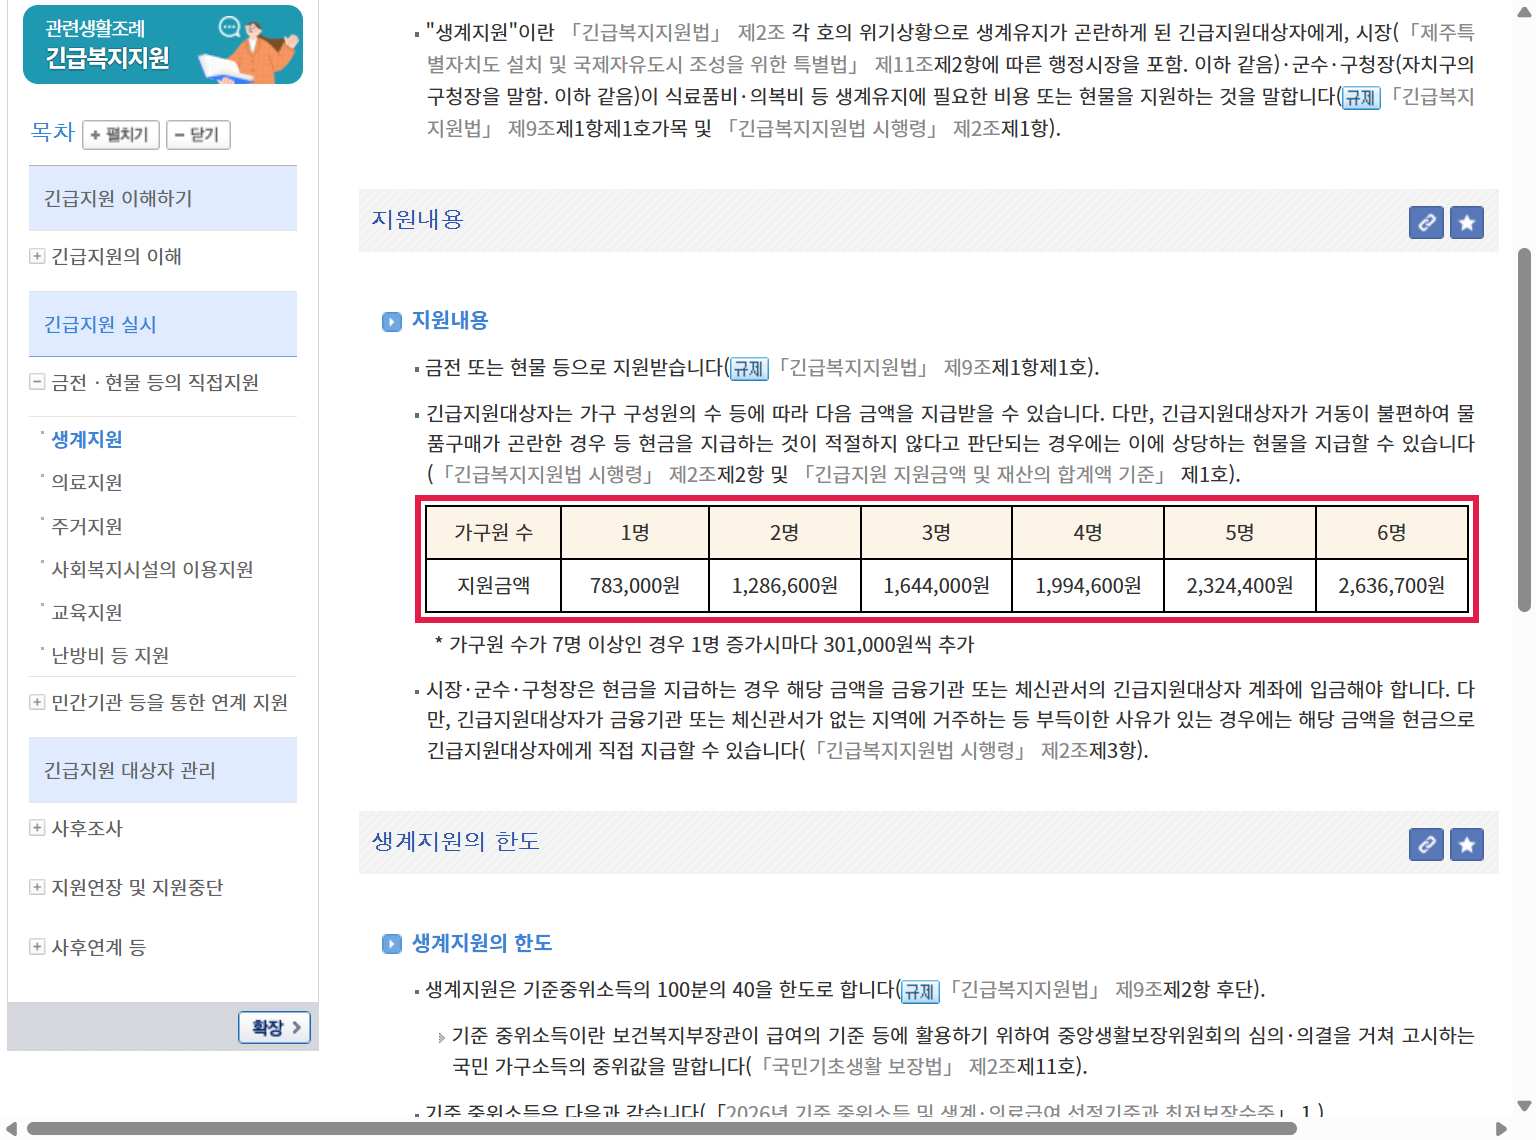 관련생활조례
긴급복지지원
목차 + 펼치기 − 닫기
긴급지원 이해하기
긴급지원의 이해
긴급지원 실시
금전 · 현물 등의 직접지원
생계지원
의료지원
주거지원
사회복지시설의 이용지원
교육지원
난방비 등 지원
민간기관 등을 통한 연계 지원
긴급지원 대상자 관리
사후조사
지원연장 및 지원중단
사후연계 등
확장
"생계지원"이란 「긴급복지지원법」 제2조 각 호의 위기상황으로 생계유지가 곤란하게 된 긴급지원대상자에게, 시장(「제주특
별자치도 설치 및 국제자유도시 조성을 위한 특별법」 제11조제2항에 따른 행정시장을 포함. 이하 같음)·군수·구청장(자치구의
구청장을 말함. 이하 같음)이 식료품비·의복비 등 생계유지에 필요한 비용 또는 현물을 지원하는 것을 말합니다(규제「긴급복지
지원법」 제9조제1항제1호가목 및 「긴급복지지원법 시행령」 제2조제1항).
지원내용
지원내용
금전 또는 현물 등으로 지원받습니다(규제「긴급복지지원법」 제9조제1항제1호).
긴급지원대상자는 가구 구성원의 수 등에 따라 다음 금액을 지급받을 수 있습니다. 다만, 긴급지원대상자가 거동이 불편하여 물
품구매가 곤란한 경우 등 현금을 지급하는 것이 적절하지 않다고 판단되는 경우에는 이에 상당하는 현물을 지급할 수 있습니다
(「긴급복지지원법 시행령」 제2조제2항 및 「긴급지원 지원금액 및 재산의 합계액 기준」 제1호).
가구원 수 1명 2명 3명 4명 5명 6명
지원금액 783,000원 1,286,600원 1,644,000원 1,994,600원 2,324,400원 2,636,700원
* 가구원 수가 7명 이상인 경우 1명 증가시마다 301,000원씩 추가
시장·군수·구청장은 현금을 지급하는 경우 해당 금액을 금융기관 또는 체신관서의 긴급지원대상자 계좌에 입금해야 합니다. 다
만, 긴급지원대상자가 금융기관 또는 체신관서가 없는 지역에 거주하는 등 부득이한 사유가 있는 경우에는 해당 금액을 현금으로
긴급지원대상자에게 직접 지급할 수 있습니다(「긴급복지지원법 시행령」 제2조제3항).
생계지원의 한도
생계지원의 한도
생계지원은 기준중위소득의 100분의 40을 한도로 합니다(규제「긴급복지지원법」 제9조제2항 후단).
기준 중위소득이란 보건복지부장관이 급여의 기준 등에 활용하기 위하여 중앙생활보장위원회의 심의·의결을 거쳐 고시하는
국민 가구소득의 중위값을 말합니다(「국민기초생활 보장법」 제2조제11호).
기준 중위소득은 다음과 같습니다(「2026년 기준 중위소득 및 생계·의료급여 선정기준과 최저보장수준」 1.)